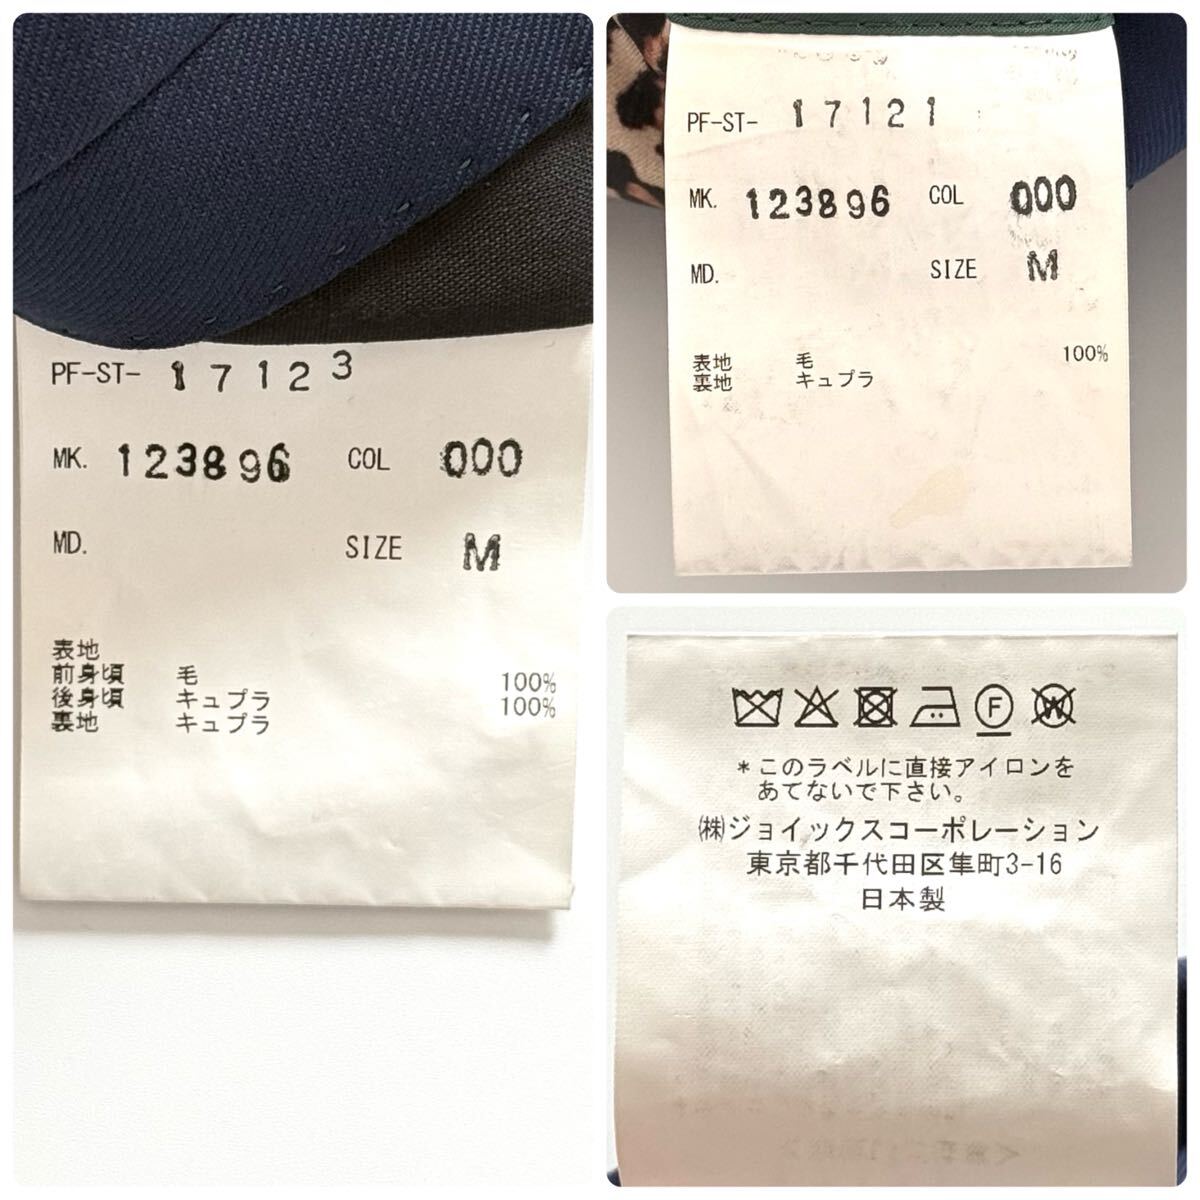 PF-ST- 17123
MK. 123896 COL 000
MD. SIZE M
表地
前身頃 毛 100%
後身頃 キュプラ 100%
裏地 キュプラ
PF-ST- 17121
MK. 123896 COL 000
MD. SIZE M
表地 毛 100%
裏地 キュプラ
F
W
*このラベルに直接アイロンを
あてないで下さい。
㈱ジョイックスコーポレーション
東京都千代田区隼町3-16
日本製